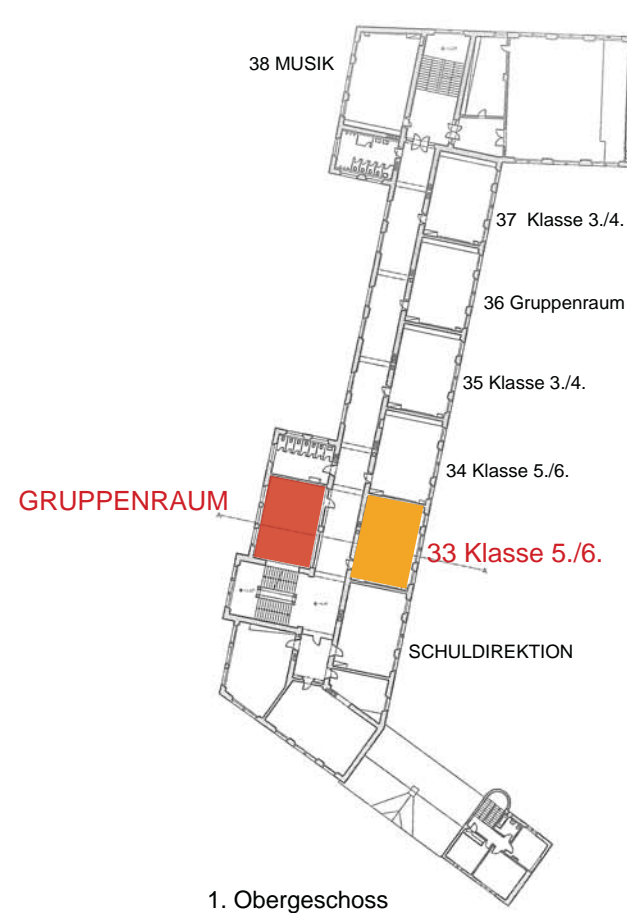 38 MUSIK
37 Klasse 3./4.
36 Gruppenraum
35 Klasse 3./4.
34 Klasse 5./6.
GRUPPENRAUM
33 Klasse 5./6.
SCHULDIREKTION
1. Obergeschoss